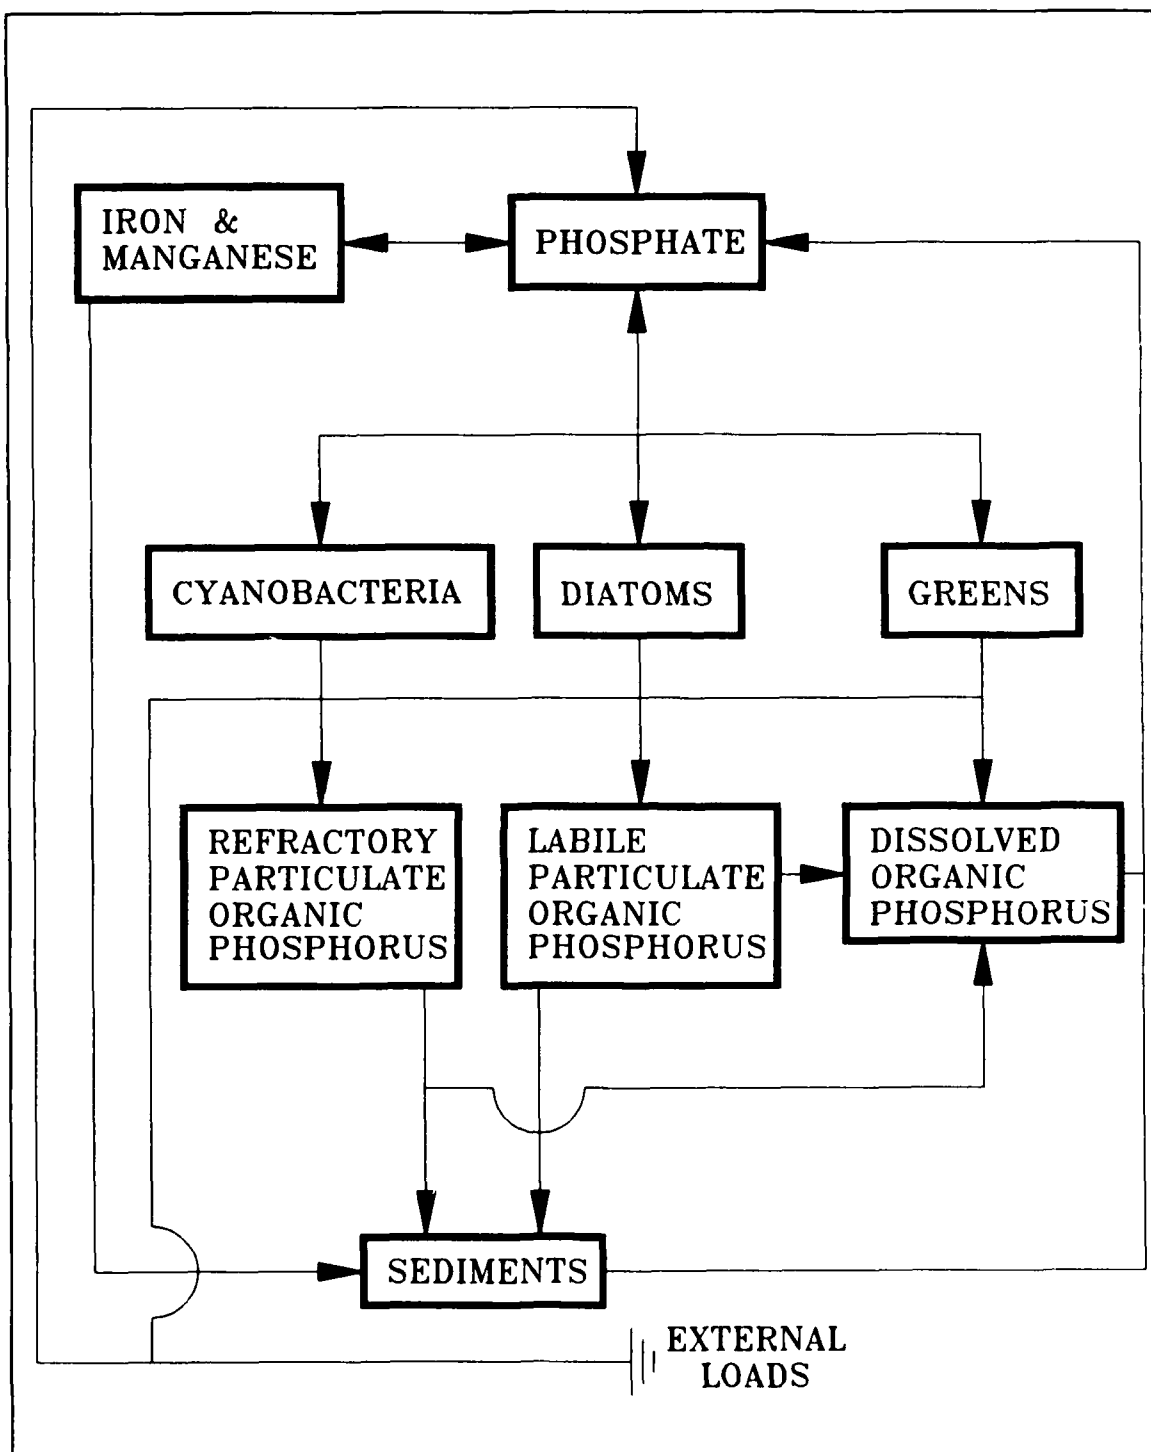 IRON &
MANGANESE
PHOSPHATE
CYANOBACTERIA
DIATOMS
GREENS
REFRACTORY
PARTICULATE
ORGANIC
PHOSPHORUS
LABILE
PARTICULATE
ORGANIC
PHOSPHORUS
DISSOLVED
ORGANIC
PHOSPHORUS
SEDIMENTS
EXTERNAL
LOADS